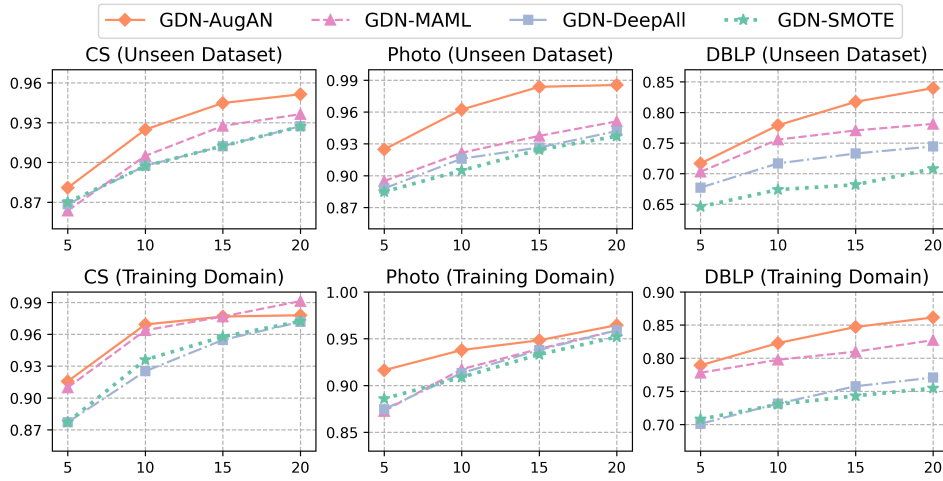 GDN-AugAN GDN-MAML GDN-DeepAll GDN-SMOTE
CS (Unseen Dataset) Photo (Unseen Dataset) DBLP (Unseen Dataset)
0.96 0.99 0.85
0.93 0.96 0.80
0.90 0.93 0.75
0.87 0.90 0.70
0.87 0.65
5 10 15 20 5 10 15 20 5 10 15 20
CS (Training Domain) Photo (Training Domain) DBLP (Training Domain)
0.99 1.00 0.90
0.96 0.95 0.85
0.93 0.90 0.80
0.90 0.85 0.75
0.87 0.70
5 10 15 20 5 10 15 20 5 10 15 20